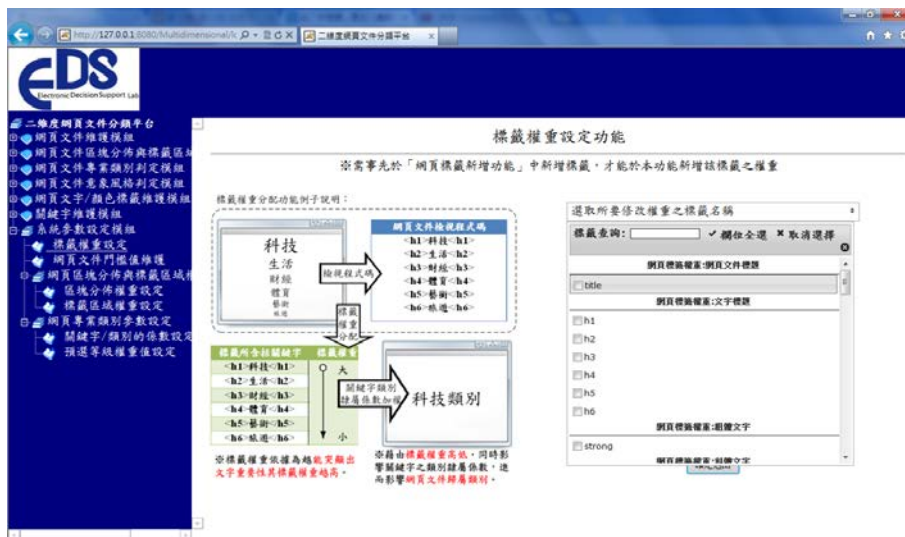 http://127.0.0.1:8080/Multidimensional/k
二維度網頁文件分類平台
EDS
Electronic Decision Support Lab
二維度網頁文件分類平台
網頁文件維護模組
網頁文件區塊分佈與標籤區域
網頁文件專業類別判定模組
網頁文件意象風格判定模組
網頁文字/顏色標籤維護模組
關鍵字維護模組
系統參數設定模組
標籤權重設定
網頁文件門檻值維護
網頁區塊分佈與標籤區域權
區塊分佈權重設定
標籤區域權重設定
網頁專業類別參數設定
關鍵字/類別的係數設定
預選等級權重值設定
標籤權重設定功能
※需事先於「網頁標籤新增功能」中新增標籤，才能於本功能新增該標籤之權重
標籤權重分配功能例子說明：
科技
生活
財經
體育
藝術
旅遊
檢視程式碼
網頁文件檢視程式碼
<h1>科技</h1>
<h2>生活</h2>
<h3>財經</h3>
<h4>體育</h4>
<h5>藝術</h5>
<h6>旅遊</h6>
標籤權重分配
標籤所含括關鍵字 標籤權重
<h1>科技</h1>
<h2>生活</h2>
<h3>財經</h3>
<h4>體育</h4>
<h5>藝術</h5>
<h6>旅遊</h6>
大
小
關鍵字類別
隸屬係數加權
科技類別
※標籤權重依據為越能突顯出
文字重要性其標籤權重越高。
※藉由標籤權重高低，同時影
響關鍵字之類別隸屬係數，進
而影響網頁文件歸屬類別。
選取所要修改權重之標籤名稱
標籤查詢: 欄位全選 取消選擇
網頁標籤權重:網頁文件標題
title
網頁標籤權重:文字標題
h1
h2
h3
h4
h5
h6
網頁標籤權重:粗體文字
strong